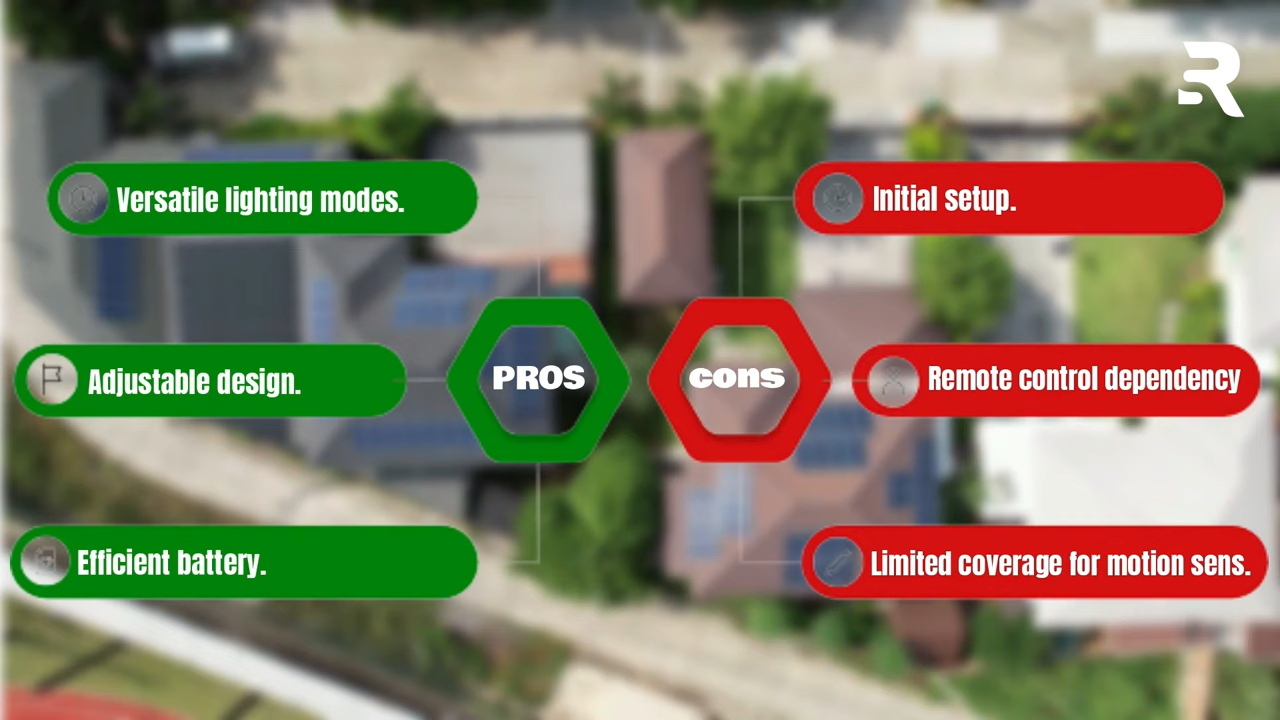 Versatile lighting modes.
Adjustable design.
Efficient battery.
PROS
cons
Initial setup.
Remote control dependency
Limited coverage for motion sens.